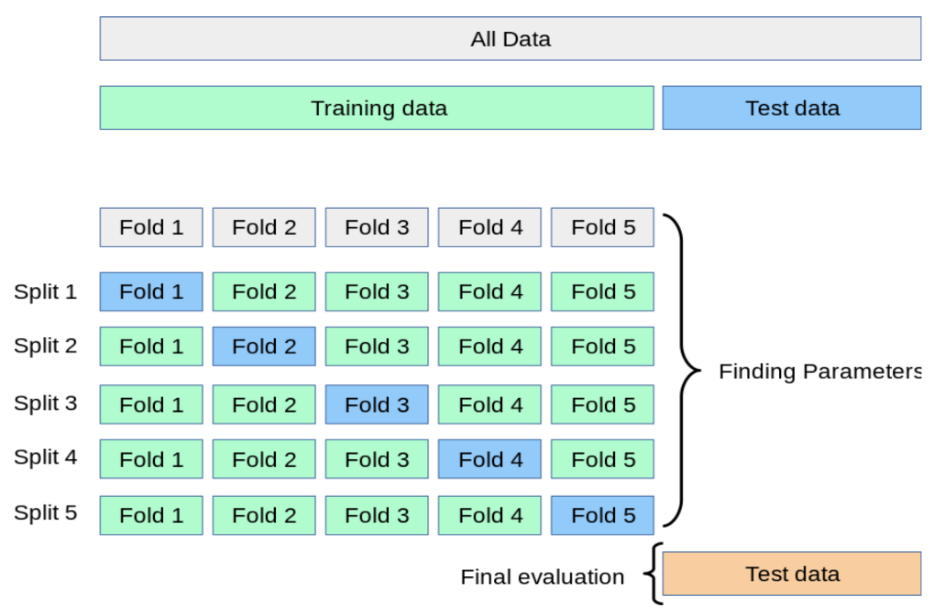 All Data
Training data Test data
Fold 1 Fold 2 Fold 3 Fold 4 Fold 5
Split 1 Fold 1 Fold 2 Fold 3 Fold 4 Fold 5
Split 2 Fold 1 Fold 2 Fold 3 Fold 4 Fold 5
Finding Parameters
Split 3 Fold 1 Fold 2 Fold 3 Fold 4 Fold 5
Split 4 Fold 1 Fold 2 Fold 3 Fold 4 Fold 5
Split 5 Fold 1 Fold 2 Fold 3 Fold 4 Fold 5
Final evaluation Test data